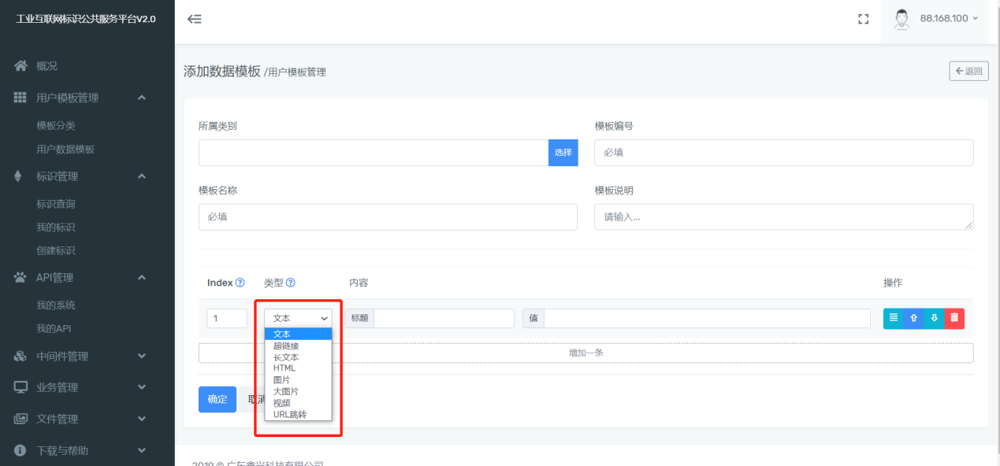 工业互联网标识公共服务平台V2.0
88.168.100
概况
用户模板管理
模板分类
用户数据模板
标识管理
标识查询
我的标识
创建标识
API管理
我的系统
我的API
中间件管理
业务管理
文件管理
下载与帮助
添加数据模板 /用户模板管理
返回
所属类别
模板编号
选择
必填
模板名称
模板说明
必填
请输入...
Index 类型 内容 操作
1 文本 标题 值
文本
超链接
长文本
HTML
图片
大图片
视频
URL跳转
增加一条
确定 取消
2019 © 广东鑫兴科技有限公司